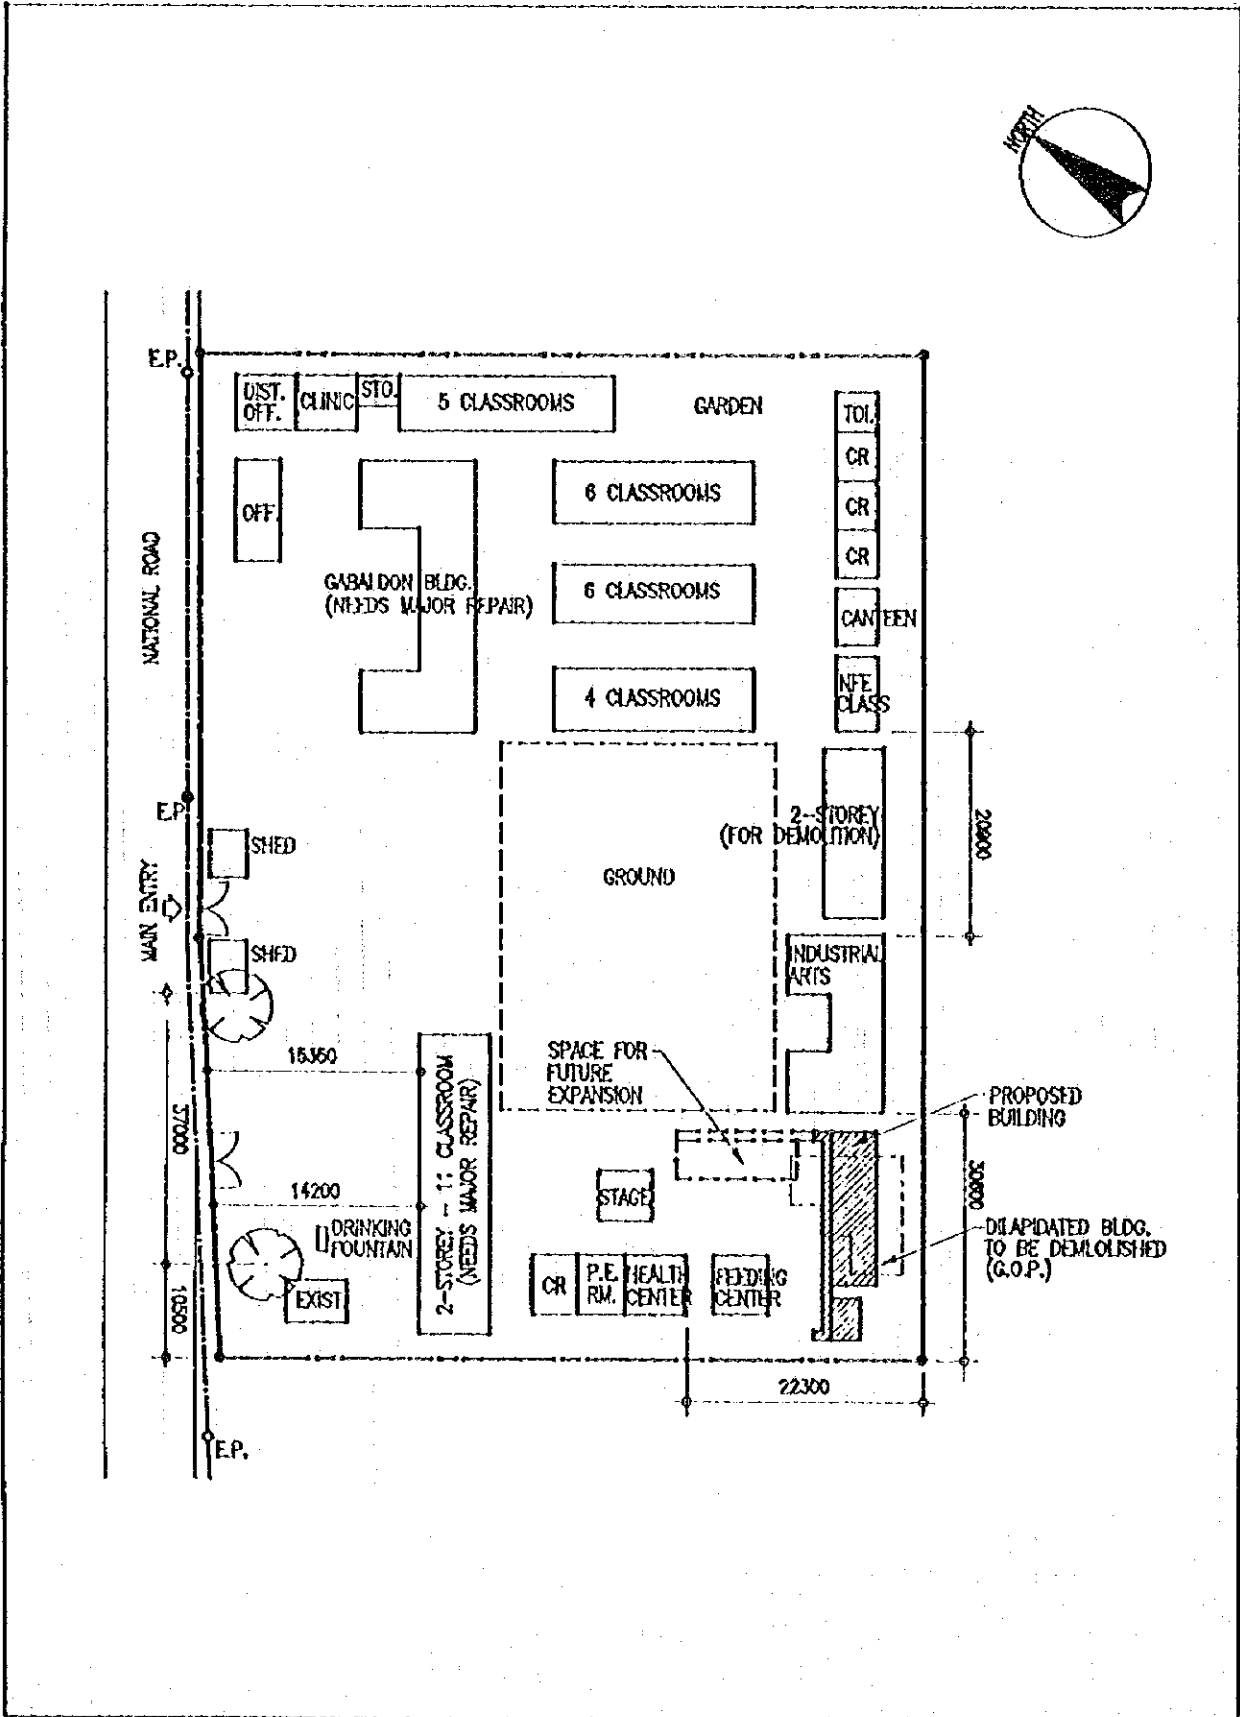 NORTH
E.P.
DIST.
OFF.
CLINIC
STO.
5 CLASSROOMS
GARDEN
TOI.
CR
6 CLASSROOMS
OFF.
CR
CR
NATIONAL ROAD
GABALDON BLDG.
(NEEDS MAJOR REPAIR)
6 CLASSROOMS
CANTEEN
4 CLASSROOMS
NFE
CLASS
E.P.
SHED
2-STOREY
(FOR DEMOLITION)
20900
MAIN ENTRY
GROUND
SHED
INDUSTRIAL
ARTS
15350
SPACE FOR
FUTURE
EXPANSION
2-STOREY - 11 CLASSROOM
(NEEDS MAJOR REPAIR)
PROPOSED
BUILDING
37000
14200
STAGE
30600
DRINKING
FOUNTAIN
DILAPIDATED BLDG.
TO BE DEMLOLISHED
(G.O.P.)
10500
EXIST
CR
P.E.
RM.
HEALTH
CENTER
FEEDING
CENTER
22300
E.P.